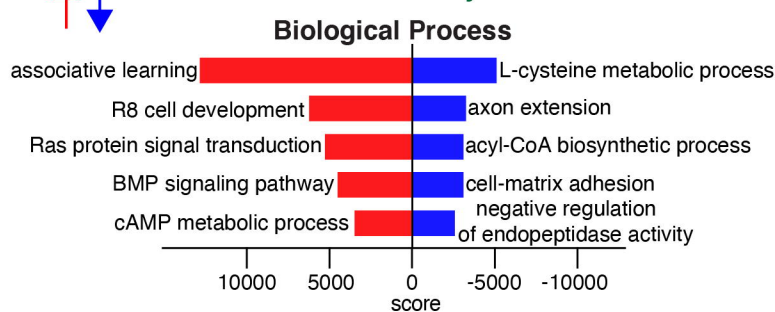 Biological Process
associative learning
L-cysteine metabolic process
R8 cell development
axon extension
Ras protein signal transduction
acyl-CoA biosynthetic process
BMP signaling pathway
cell-matrix adhesion
cAMP metabolic process
negative regulation
of endopeptidase activity
10000 5000 0 -5000 -10000
score